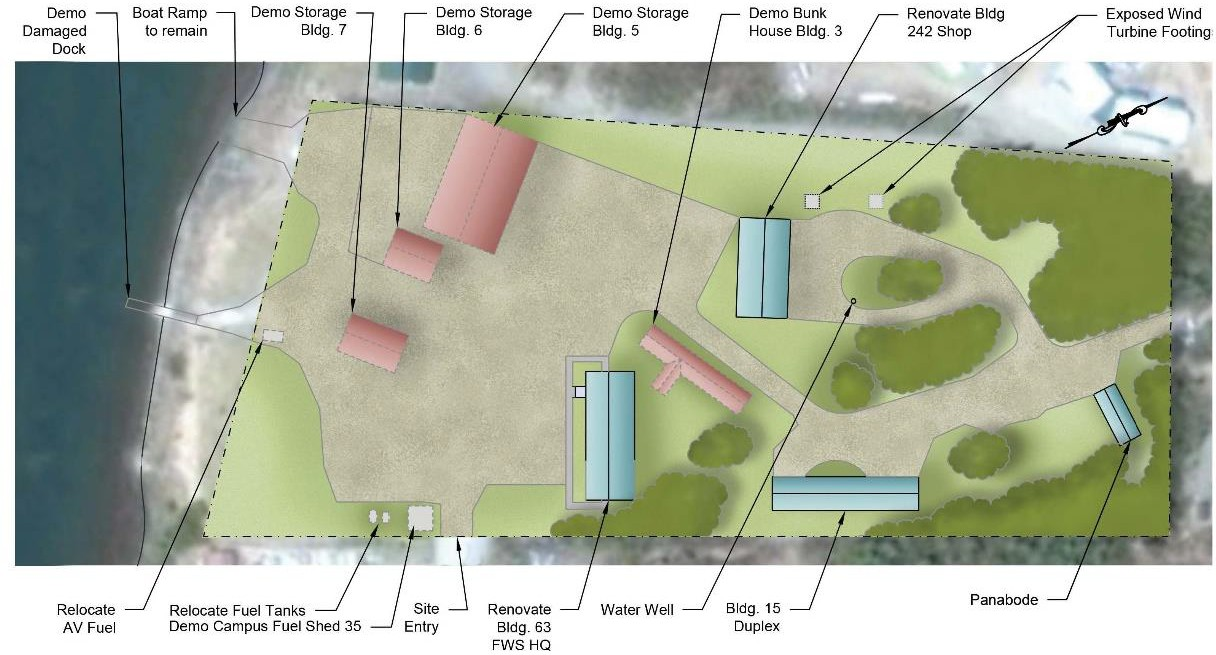 Demo
Damaged
Dock
Boat Ramp
to remain
Demo Storage
Bldg. 7
Demo Storage
Bldg. 6
Demo Storage
Bldg. 5
Demo Bunk
House Bldg. 3
Renovate Bldg
242 Shop
Exposed Wind
Turbine Footing
Relocate
AV Fuel
Relocate Fuel Tanks
Demo Campus Fuel Shed 35
Site
Entry
Renovate
Bldg. 63
FWS HQ
Water Well
Bldg. 15
Duplex
Panabode